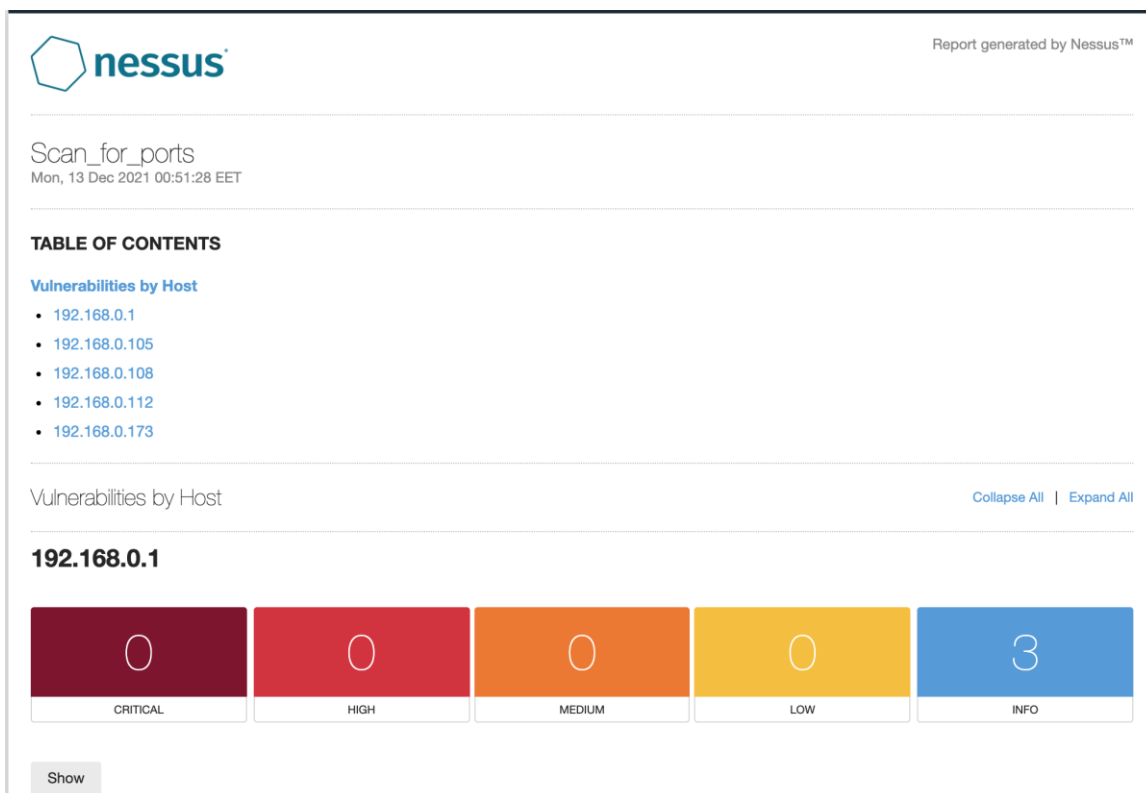 nessus
Report generated by Nessus™
Scan_for_ports
Mon, 13 Dec 2021 00:51:28 EET
TABLE OF CONTENTS
Vulnerabilities by Host
• 192.168.0.1
• 192.168.0.105
• 192.168.0.108
• 192.168.0.112
• 192.168.0.173
Vulnerabilities by Host
Collapse All | Expand All
192.168.0.1
0 0 0 0 3
CRITICAL HIGH MEDIUM LOW INFO
Show